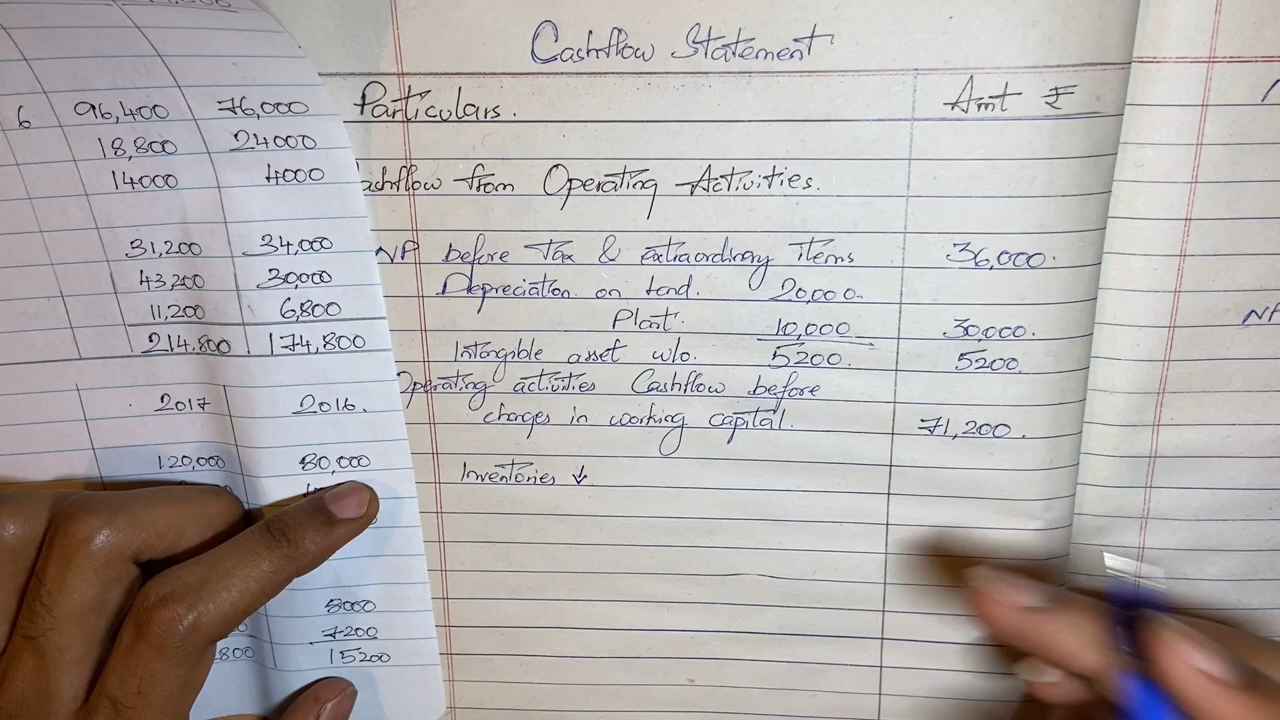 Cashflow Statement
Particulars. Amt ₹
achflow from Operating Activities.
NP before Tax & extraordinary items 36,000.
Depreciation on land. 20,000.
Plant. 10,000 30,000.
Intangible asset w/o. 5200. 5200
Operating activities Cashflow before
charges in working capital. 71,200.
Inventories ↓
6 96,400 76,000
18,800 24000
14000 4000
31,200 34,000
43,200 30,000
11,200 6,800
214,800 174,800
2017 2016.
120,000 80,000
8000
7200
800 15200